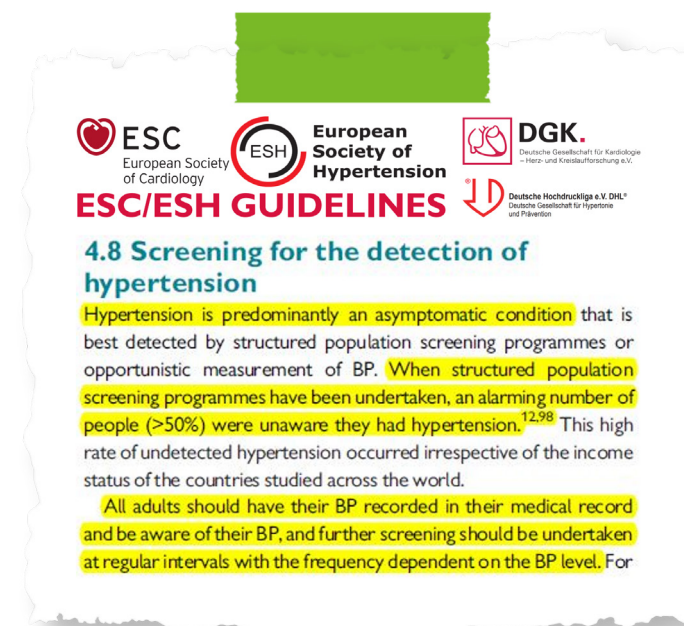 ESC
European Society
of Cardiology
ESH
European
Society of
Hypertension
DGK.
Deutsche Gesellschaft für Kardiologie
– Herz- und Kreislaufforschung e.V.
ESC/ESH GUIDELINES
®
Deutsche Hochdruckliga e.V. DHL®
Deutsche Gesellschaft für Hypertonie
und Prävention
4.8 Screening for the detection of
hypertension
Hypertension is predominantly an asymptomatic condition that is
best detected by structured population screening programmes or
opportunistic measurement of BP. When structured population
screening programmes have been undertaken, an alarming number of
people (>50%) were unaware they had hypertension.12,98 This high
rate of undetected hypertension occurred irrespective of the income
status of the countries studied across the world.
All adults should have their BP recorded in their medical record
and be aware of their BP, and further screening should be undertaken
at regular intervals with the frequency dependent on the BP level. For